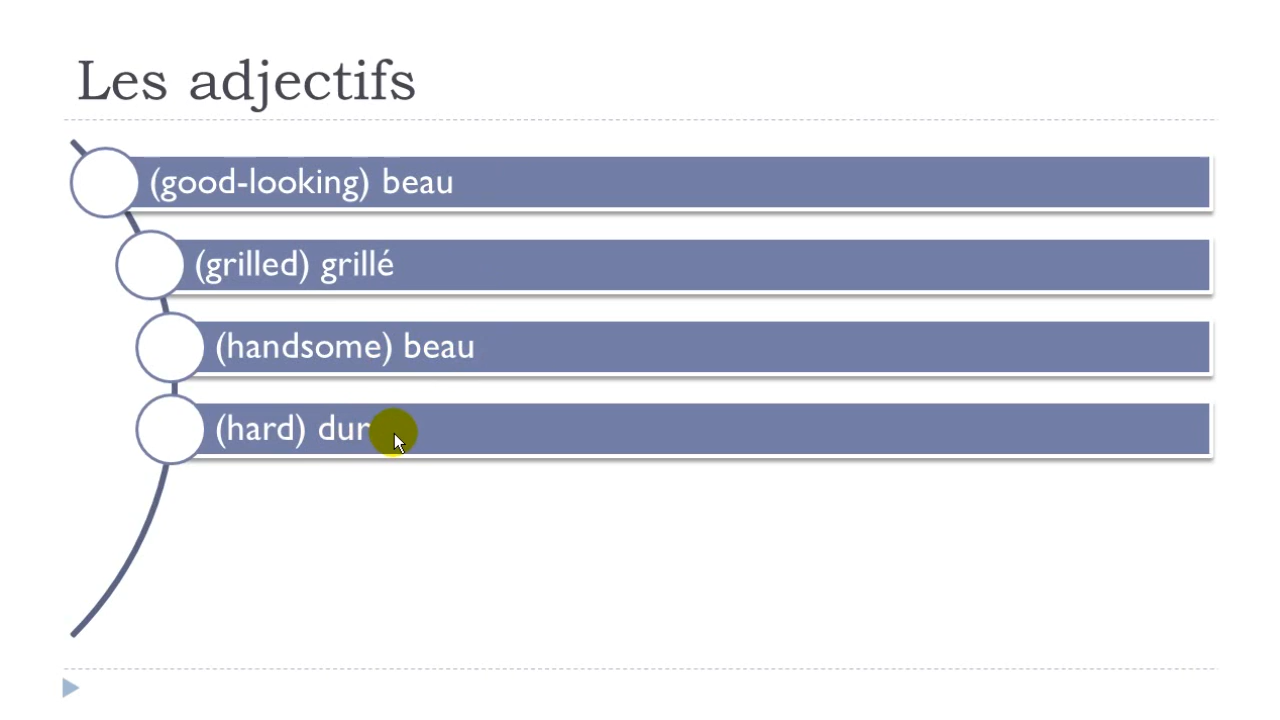 Les adjectifs
(good-looking) beau
(grilled) grillé
(handsome) beau
(hard) dur